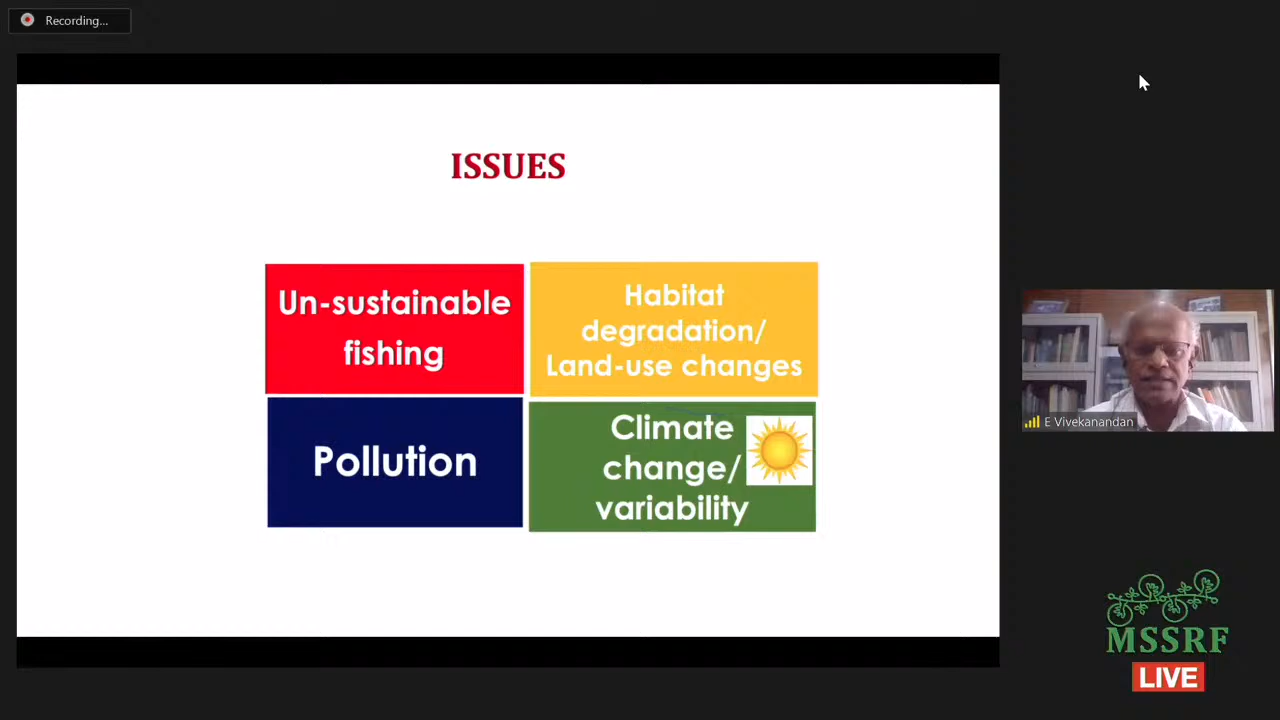 Recording...
ISSUES
Un-sustainable
fishing
Habitat
degradation/
Land-use changes
Pollution
Climate
change/
variability
E Vivekanandan
MSSRF
LIVE